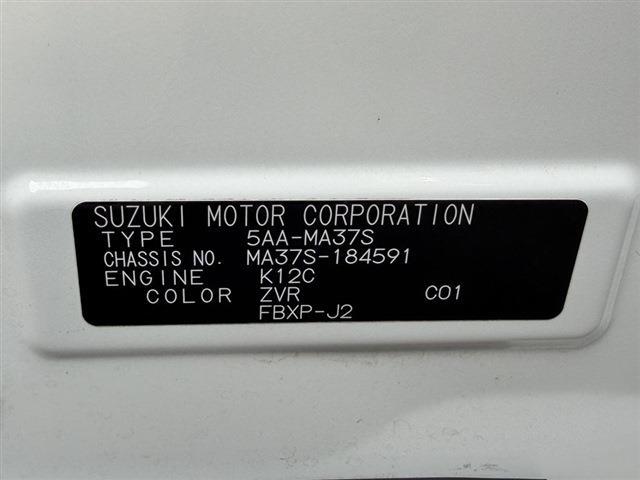 SUZUKI MOTOR CORPORATION
TYPE 5AA-MA37S
CHASSIS NO. MA37S-184591
ENGINE K12C
COLOR ZVR C01
FBXP-J2